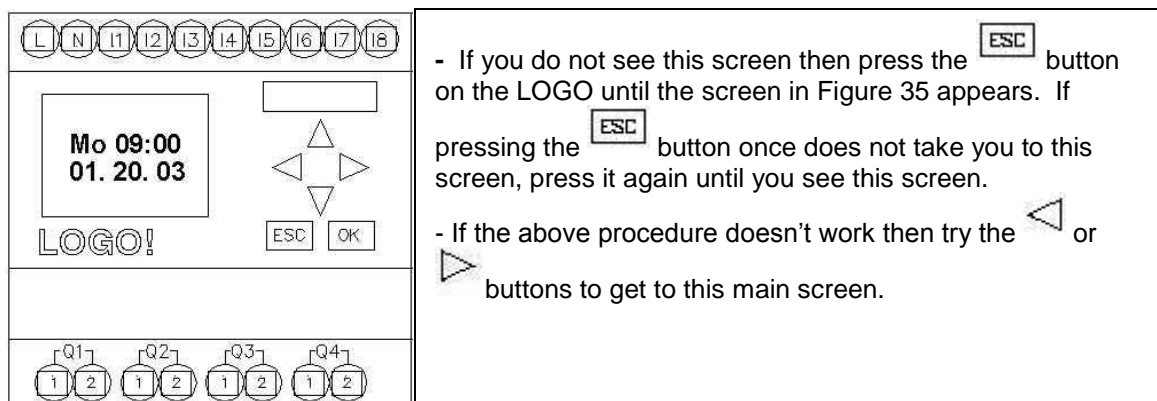 L N I1 I2 I3 I4 I5 I6 I7 I8
Mo 09:00
01. 20. 03
LOGO!
ESC OK
Q1 Q2 Q3 Q4
1 2 1 2 1 2 1 2
- If you do not see this screen then press the ESC button
on the LOGO until the screen in Figure 35 appears. If
pressing the ESC button once does not take you to this
screen, press it again until you see this screen.
- If the above procedure doesn't work then try the or
buttons to get to this main screen.